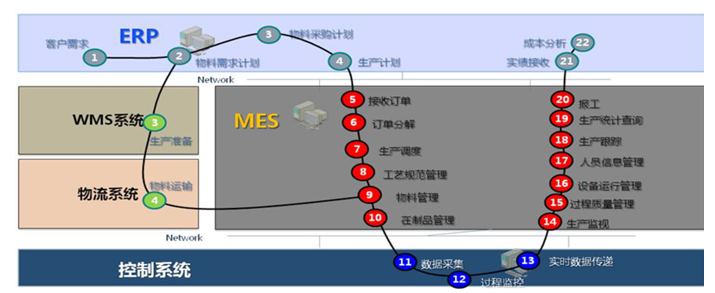 ERP
客户需求
1
2
物料需求计划
3
物料采购计划
4
生产计划
成本分析
22
实绩接收
21
Network
WMS系统
3
生产准备
物流系统
物料运输
4
MES
5
接收订单
6
订单分解
7
生产调度
8
工艺规范管理
9
物料管理
10
在制品管理
20
报工
19
生产统计查询
18
生产跟踪
17
人员信息管理
16
设备运行管理
15
过程质量管理
14
生产监视
Network
控制系统
11
数据采集
12
过程监控
13
实时数据传递